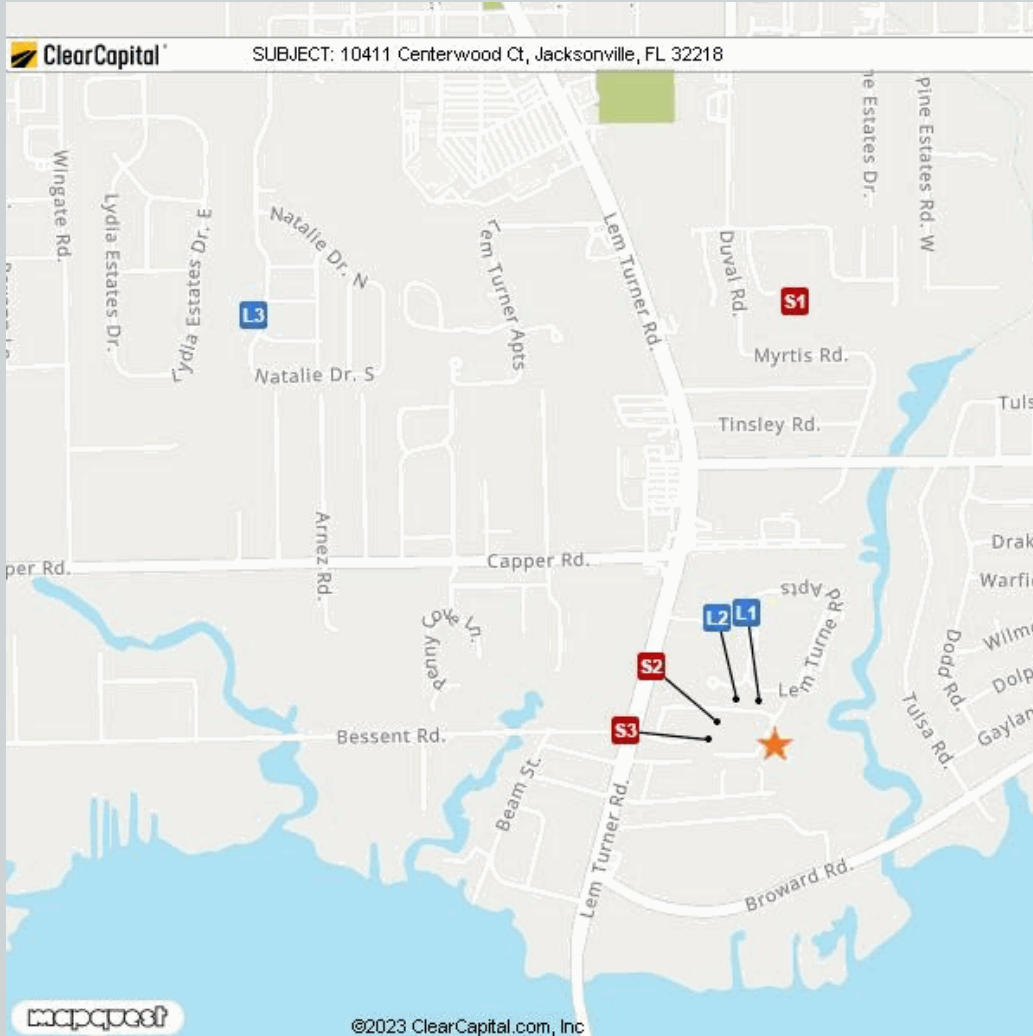 ClearCapital
SUBJECT: 10411 Centerwood Ct, Jacksonville, FL 32218
Wingate Rd.
Lydia Estates Dr.
Lydia Estates Dr. E
Natalie Dr. N
Lem Turner Apts
Lem Turner Rd.
Duval Rd.
ne Estates Dr.
Pine Estates Rd. W
L3
S1
Natalie Dr. S
Myrtis Rd.
Tinsley Rd.
Tuls
Arnez Rd.
per Rd.
Capper Rd.
Drak
Warfi
Apts
Lem Turne Rd
L2
L1
Penny Cove Ln.
Wilm
Dodd Rd.
Dolp
S2
Tulsa Rd.
Gaylan
S3
Bessent Rd.
Beam St.
Lem Turner Rd.
Broward Rd.
mapquest
©2023 ClearCapital.com, Inc